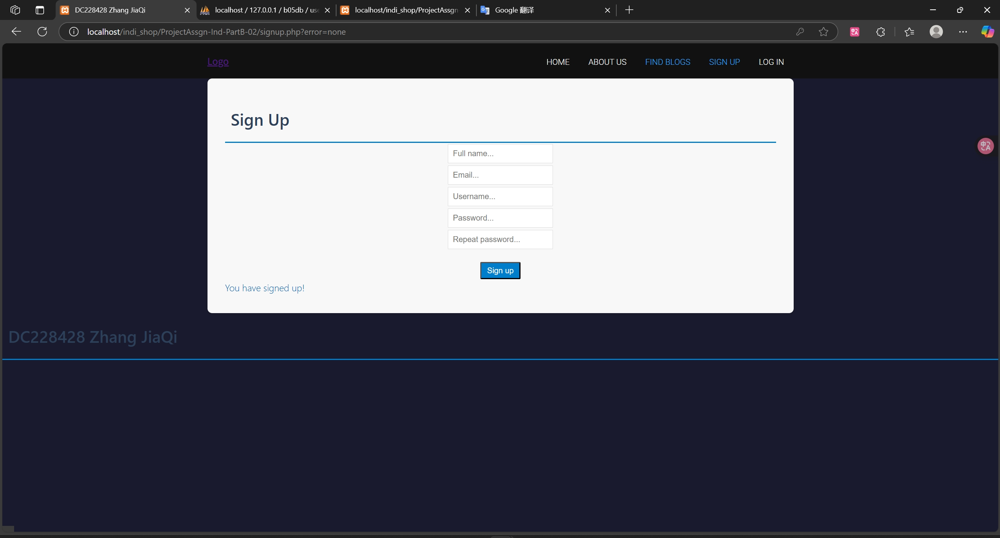 DC228428 Zhang JiaQi
localhost / 127.0.0.1 / b05db / use
localhost/indi_shop/ProjectAssgn
Google 翻译
localhost/indi_shop/ProjectAssgn-Ind-PartB-02/signup.php?error=none
Logo
HOME
ABOUT US
FIND BLOGS
SIGN UP
LOG IN
Sign Up
Full name...
Email...
Username...
Password...
Repeat password...
Sign up
You have signed up!
DC228428 Zhang JiaQi